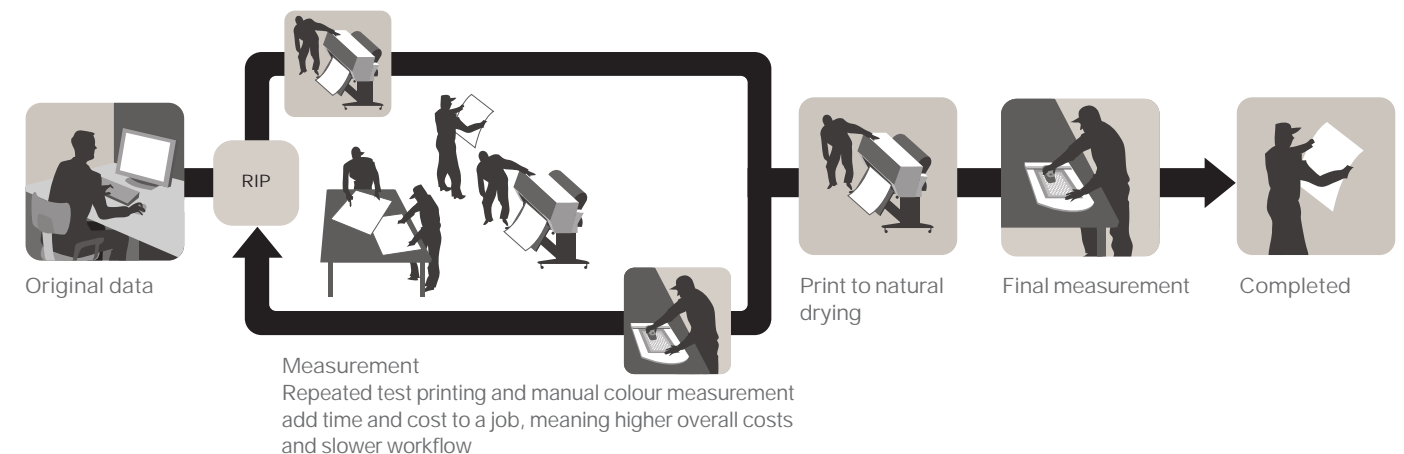 RIP
Original data
Print to natural
drying
Final measurement
Completed
Measurement
Repeated test printing and manual colour measurement
add time and cost to a job, meaning higher overall costs
and slower workflow